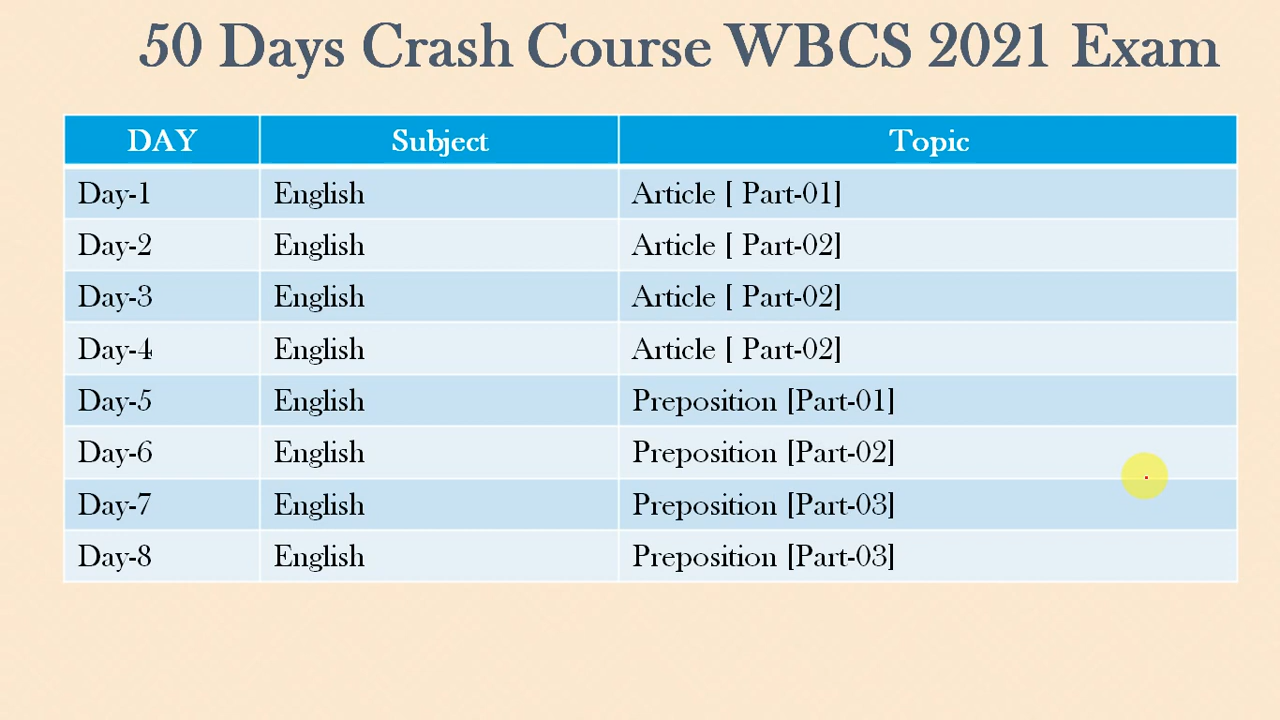 50 Days Crash Course WBCS 2021 Exam
DAY Subject Topic
Day-1 English Article [ Part-01]
Day-2 English Article [ Part-02]
Day-3 English Article [ Part-02]
Day-4 English Article [ Part-02]
Day-5 English Preposition [Part-01]
Day-6 English Preposition [Part-02]
Day-7 English Preposition [Part-03]
Day-8 English Preposition [Part-03]